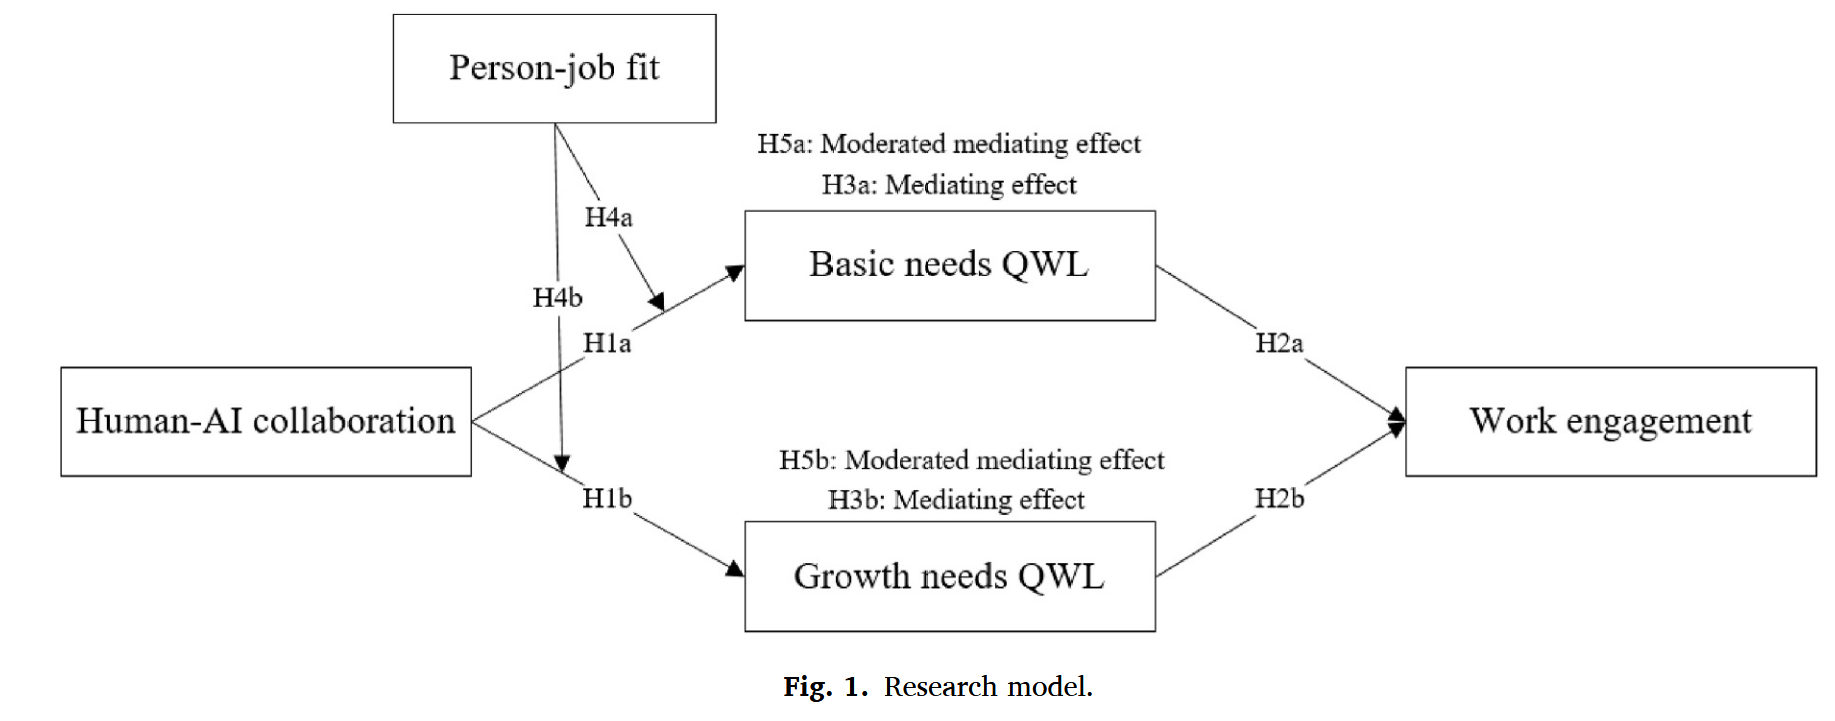 Person-job fit
H5a: Moderated mediating effect
H3a: Mediating effect
H4a
Basic needs QWL
H4b
H1a
H2a
Human-AI collaboration
Work engagement
H5b: Moderated mediating effect
H3b: Mediating effect
H1b
H2b
Growth needs QWL
Fig. 1. Research model.